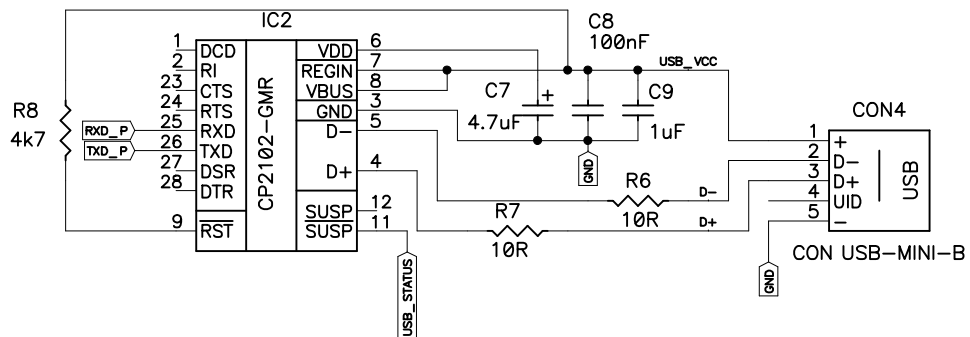 IC2
C8
100nF
1 DCD VDD 6
2 RI REGIN 7
USB_VCC
23 CTS VBUS 8
24 RTS GND 3
C7 +
4.7uF
C9
1uF
R8
4k7
RXD_P 25 RXD D- 5
TXD_P 26 TXD
27 DSR D+ 4
28 DTR
CP2102-GMR
SUSP 12
9 RST SUSP 11
GND
CON4
1 +
2 D-
3 D+
4 UID
5 -
USB
R6
10R
D-
R7
10R
D+
CON USB-MINI-B
GND
USB_STATUS